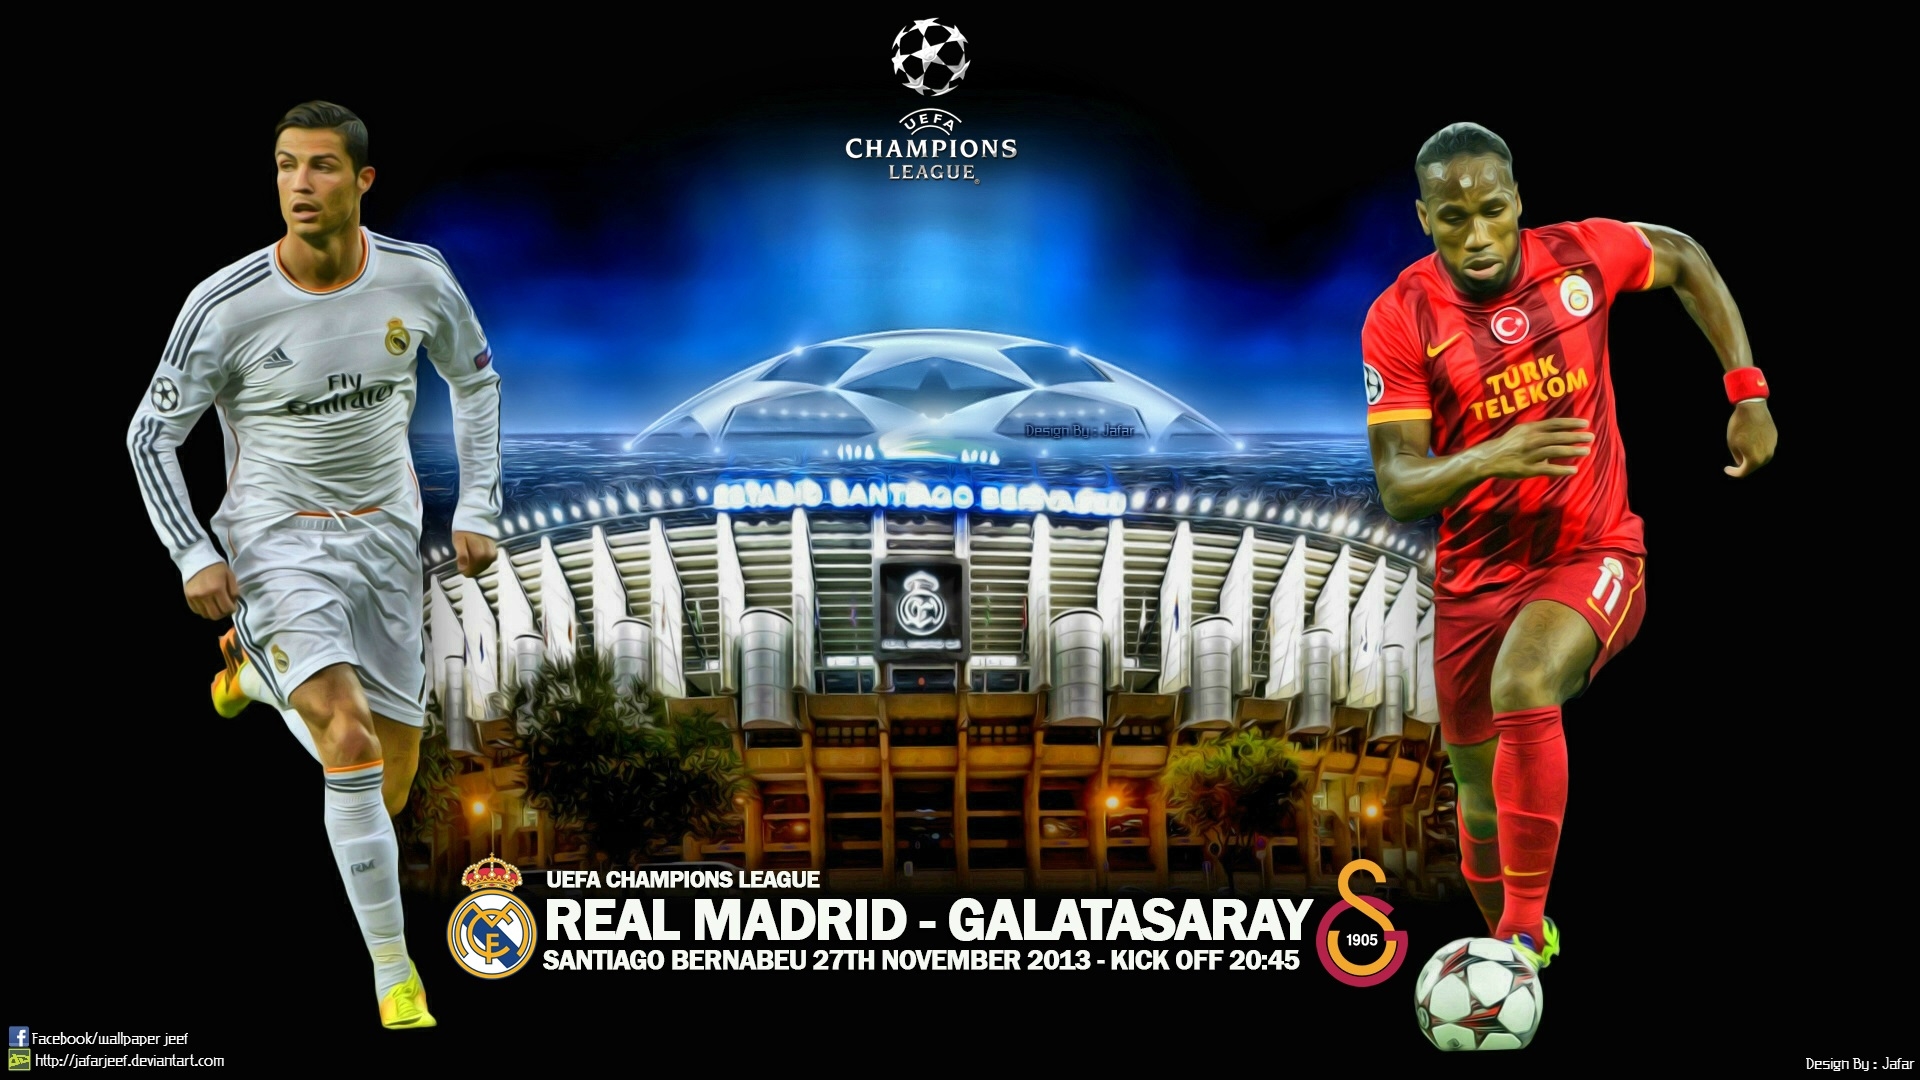 UEFA
CHAMPIONS
LEAGUE
Fly
Emirates
TÜRK
TELEKOM
11
Design By : Jafar
ESTADIO SANTIAGO BERNABEU
UEFA CHAMPIONS LEAGUE
REAL MADRID - GALATASARAY
SANTIAGO BERNABEU 27TH NOVEMBER 2013 - KICK OFF 20:45
1905
Facebook/wallpaper jeef
http://jafarjeef.deviantart.com
Design By : Jafar